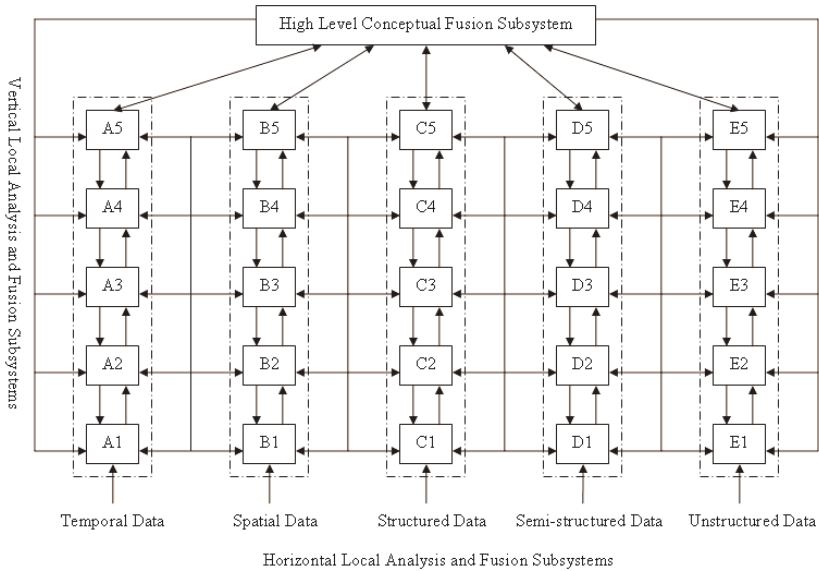 High Level Conceptual Fusion Subsystem
Vertical Local Analysis and Fusion Subsystems
A5 B5 C5 D5 E5
A4 B4 C4 D4 E4
A3 B3 C3 D3 E3
A2 B2 C2 D2 E2
A1 B1 C1 D1 E1
Temporal Data Spatial Data Structured Data Semi-structured Data Unstructured Data
Horizontal Local Analysis and Fusion Subsystems